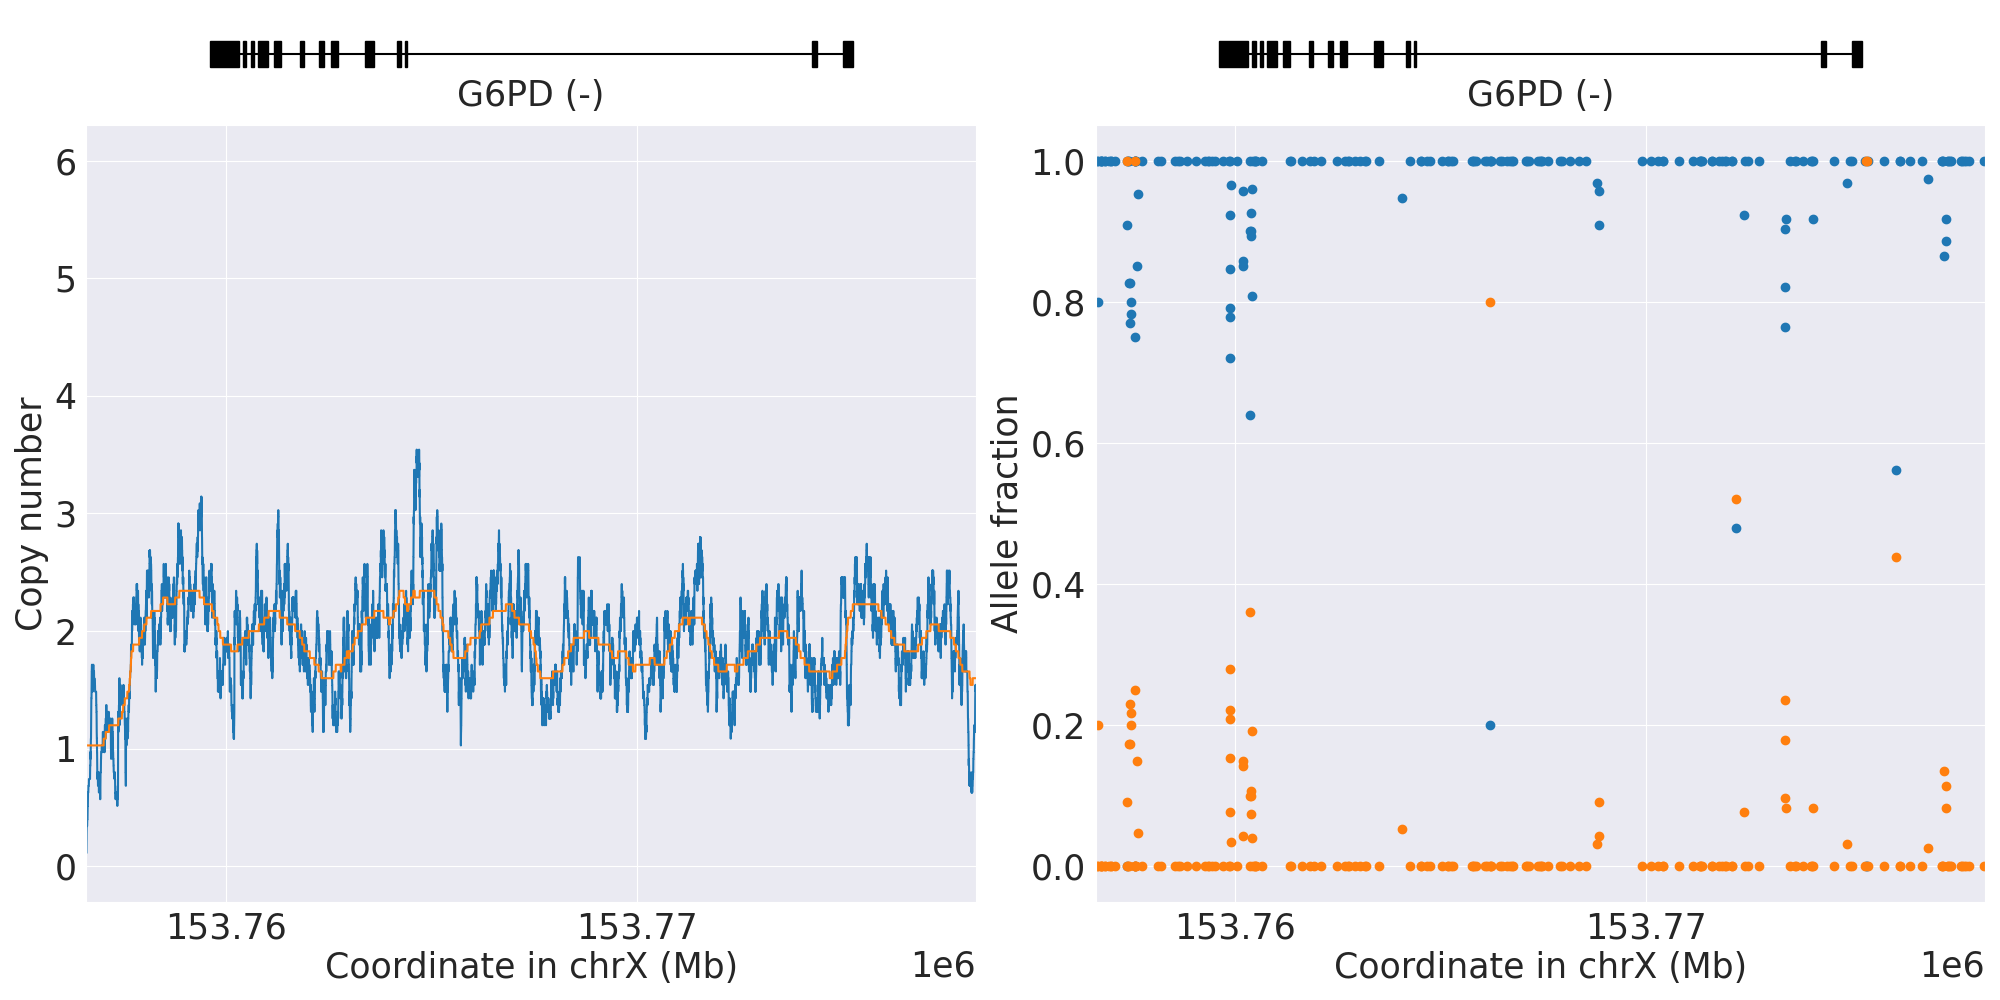 G6PD (-)
G6PD (-)
Copy number
6
5
4
3
2
1
0
153.76
153.77
Coordinate in chrX (Mb)
1e6
Allele fraction
1.0
0.8
0.6
0.4
0.2
0.0
153.76
153.77
Coordinate in chrX (Mb)
1e6